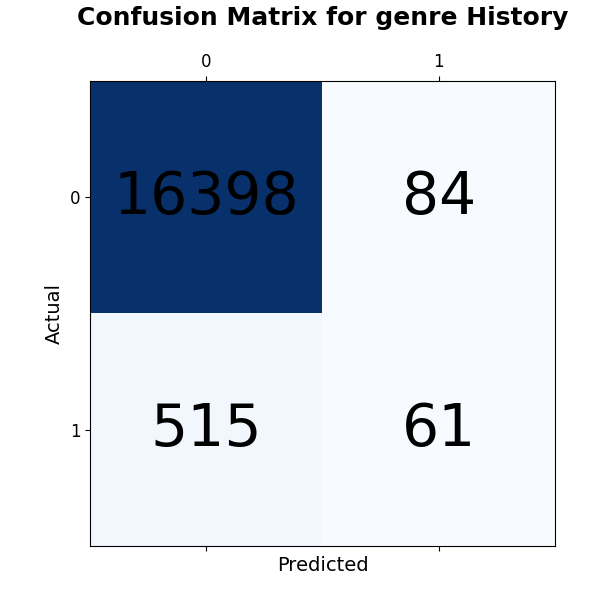 Confusion Matrix for genre History
0 1
0 16398 84
Actual
1 515 61
Predicted